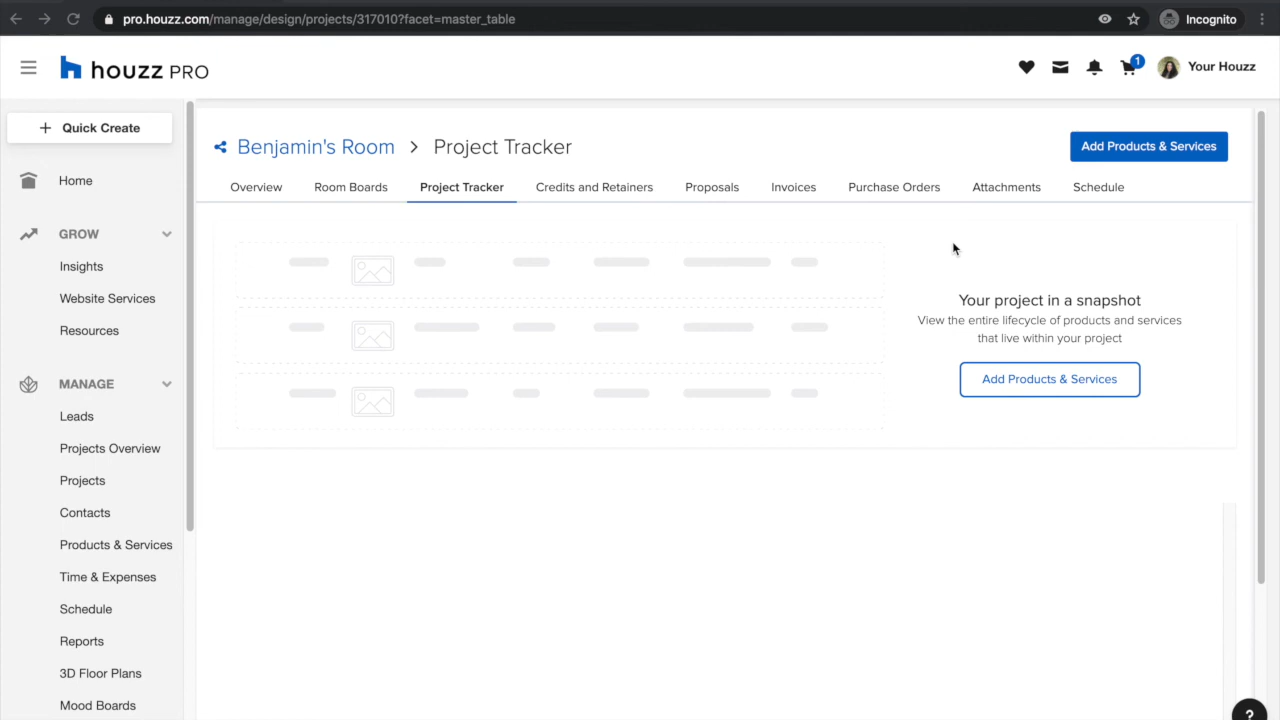 pro.houzz.com/manage/design/projects/317010?facet=master_table
Incognito
houzz PRO
1
Your Houzz
+ Quick Create
Benjamin's Room > Project Tracker
Add Products & Services
Home
Overview
Room Boards
Project Tracker
Credits and Retainers
Proposals
Invoices
Purchase Orders
Attachments
Schedule
GROW
Insights
Website Services
Resources
Your project in a snapshot
View the entire lifecycle of products and services
that live within your project
Add Products & Services
MANAGE
Leads
Projects Overview
Projects
Contacts
Products & Services
Time & Expenses
Schedule
Reports
3D Floor Plans
Mood Boards
?